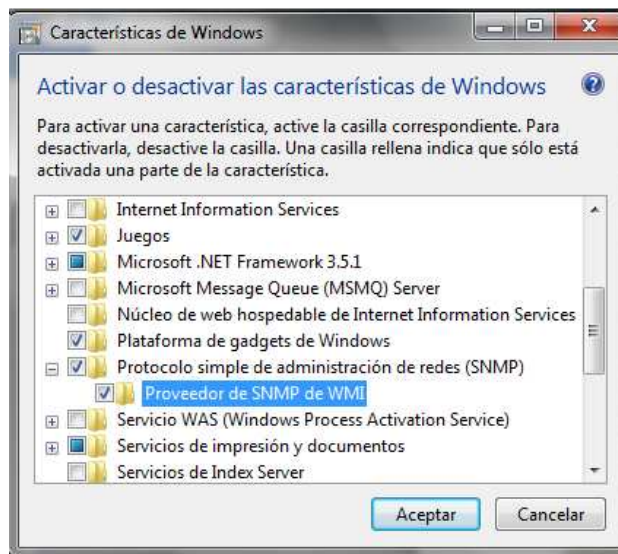 Características de Windows
Activar o desactivar las características de Windows
Para activar una característica, active la casilla correspondiente. Para
desactivarla, desactive la casilla. Una casilla rellena indica que sólo está
activada una parte de la característica.
Internet Information Services
Juegos
Microsoft .NET Framework 3.5.1
Microsoft Message Queue (MSMQ) Server
Núcleo de web hospedable de Internet Information Services
Plataforma de gadgets de Windows
Protocolo simple de administración de redes (SNMP)
Proveedor de SNMP de WMI
Servicio WAS (Windows Process Activation Service)
Servicios de impresión y documentos
Servicios de Index Server
Aceptar Cancelar